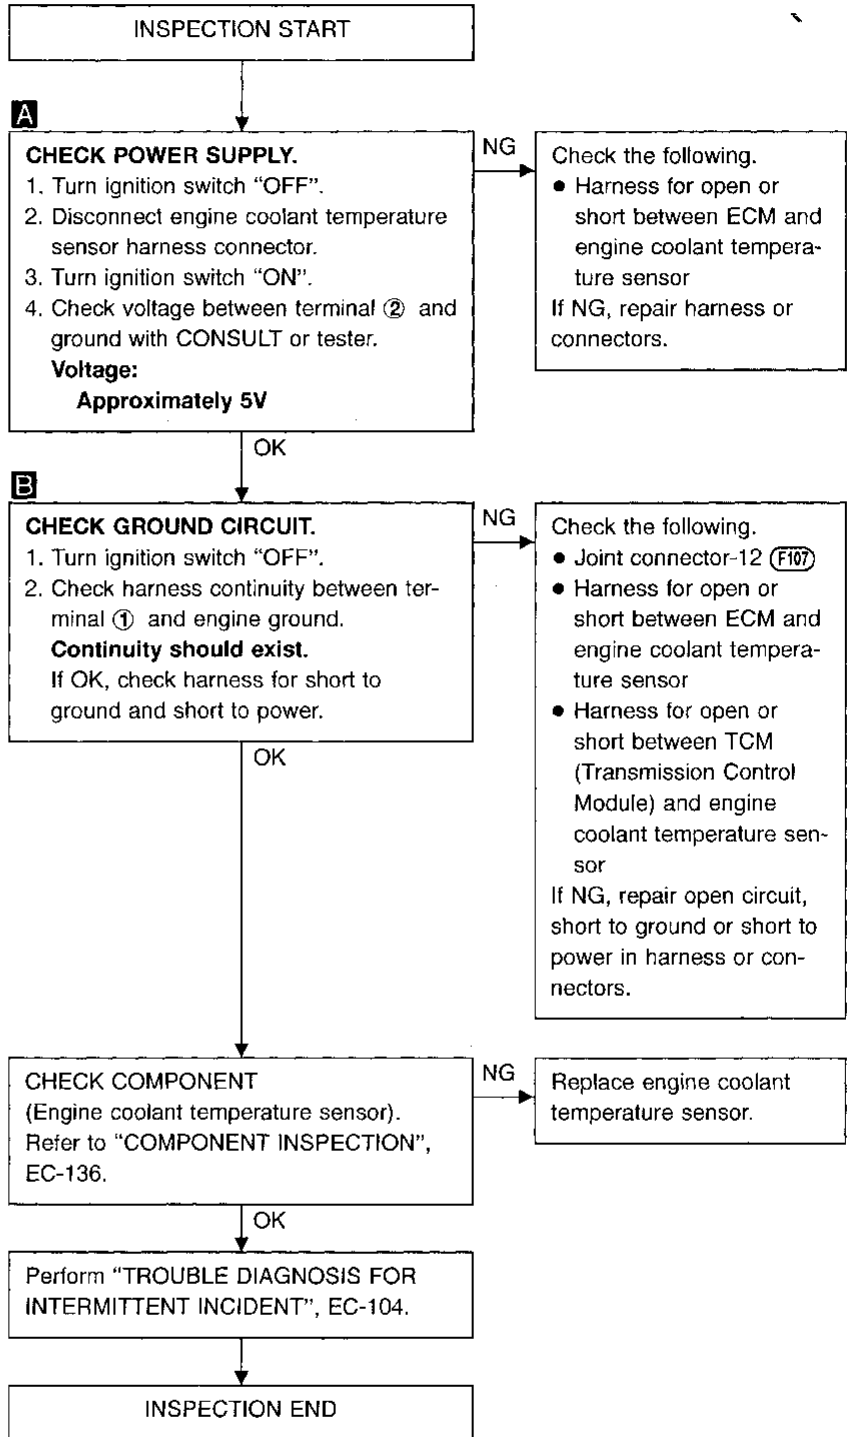 INSPECTION START
A
CHECK POWER SUPPLY.
1. Turn ignition switch “OFF”.
2. Disconnect engine coolant temperature
sensor harness connector.
3. Turn ignition switch “ON”.
4. Check voltage between terminal ② and
ground with CONSULT or tester.
Voltage:
Approximately 5V
NG
Check the following.
● Harness for open or
short between ECM and
engine coolant tempera-
ture sensor
If NG, repair harness or
connectors.
OK
B
CHECK GROUND CIRCUIT.
1. Turn ignition switch “OFF”.
2. Check harness continuity between ter-
minal ① and engine ground.
Continuity should exist.
If OK, check harness for short to
ground and short to power.
NG
Check the following.
● Joint connector-12 (F107)
● Harness for open or
short between ECM and
engine coolant tempera-
ture sensor
● Harness for open or
short between TCM
(Transmission Control
Module) and engine
coolant temperature sen-
sor
If NG, repair open circuit,
short to ground or short to
power in harness or con-
nectors.
OK
CHECK COMPONENT
(Engine coolant temperature sensor).
Refer to “COMPONENT INSPECTION”,
EC-136.
NG
Replace engine coolant
temperature sensor.
OK
Perform “TROUBLE DIAGNOSIS FOR
INTERMITTENT INCIDENT”, EC-104.
INSPECTION END